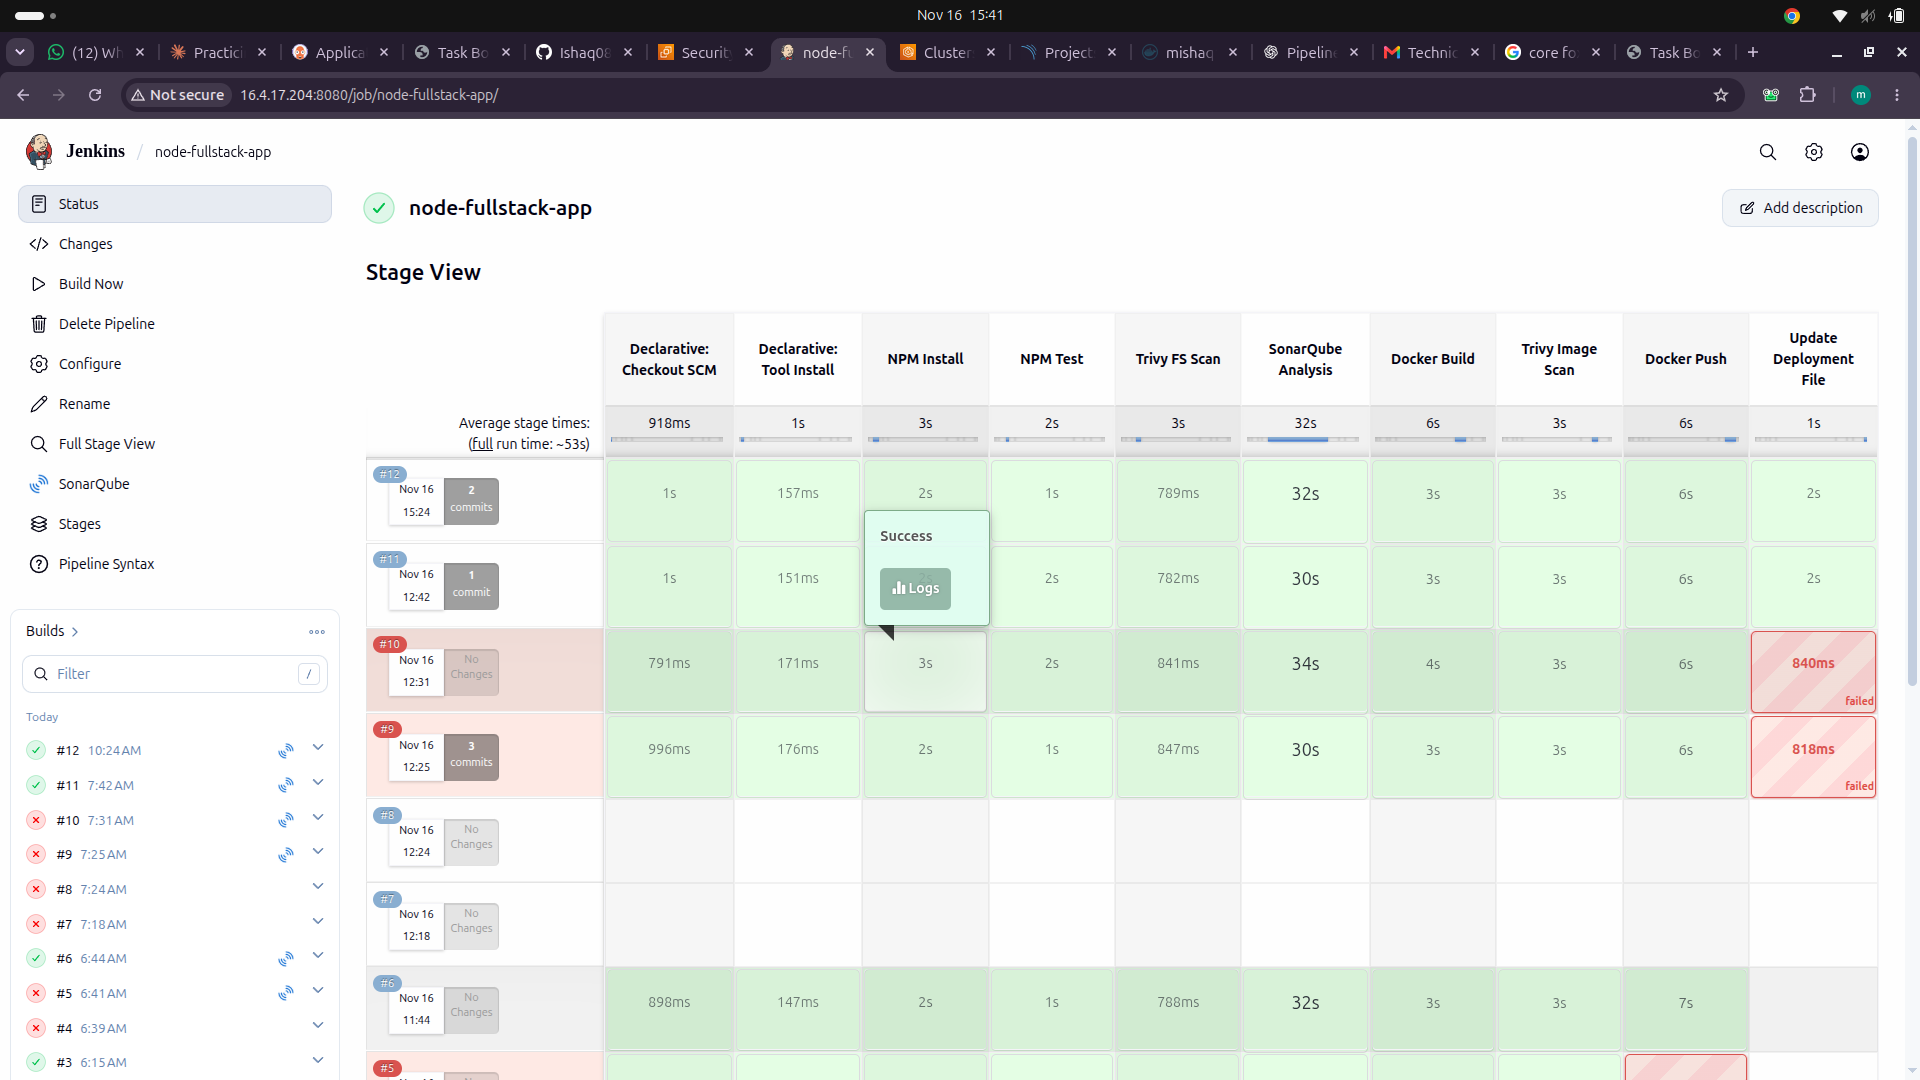 Nov 16 15:41
(12) Wh
Practici
Applica
Task Bo
Ishaq08
Security
node-fu
Cluster
Project
mishaq
Pipeline
Technic
core fo
Task Bo
Not secure
16.4.17.204:8080/job/node-fullstack-app/
m
Jenkins / node-fullstack-app
Status
Changes
Build Now
Delete Pipeline
Configure
Rename
Full Stage View
SonarQube
Stages
Pipeline Syntax
Builds
Filter /
Today
#12 10:24 AM
#11 7:42 AM
#10 7:31 AM
#9 7:25 AM
#8 7:24 AM
#7 7:18 AM
#6 6:44 AM
#5 6:41 AM
#4 6:39 AM
#3 6:15 AM
node-fullstack-app
Add description
Stage View
Declarative: Checkout SCM
Declarative: Tool Install
NPM Install
NPM Test
Trivy FS Scan
SonarQube Analysis
Docker Build
Trivy Image Scan
Docker Push
Update Deployment File
Average stage times:
(full run time: ~53s)
918ms 1s 3s 2s 3s 32s 6s 3s 6s 1s
#12
Nov 16 15:24
2 commits
1s 157ms 2s 1s 789ms 32s 3s 3s 6s 2s
Success
Logs
#11
Nov 16 12:42
1 commit
1s 151ms 2s 2s 782ms 30s 3s 3s 6s 2s
#10
Nov 16 12:31
No Changes
791ms 171ms 3s 2s 841ms 34s 4s 3s 6s 840ms
failed
#9
Nov 16 12:25
3 commits
996ms 176ms 2s 1s 847ms 30s 3s 3s 6s 818ms
failed
#8
Nov 16 12:24
No Changes
#7
Nov 16 12:18
No Changes
#6
Nov 16 11:44
No Changes
898ms 147ms 2s 1s 788ms 32s 3s 3s 7s
#5